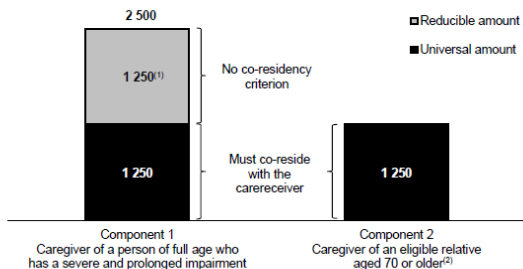 2 500
Reducible amount
Universal amount
1 250(1)
No co-residency
criterion
1 250
Must co-reside
with the
carereceiver
1 250
Component 1
Caregiver of a person of full age who
has a severe and prolonged impairment
Component 2
Caregiver of an eligible relative
aged 70 or older(2)